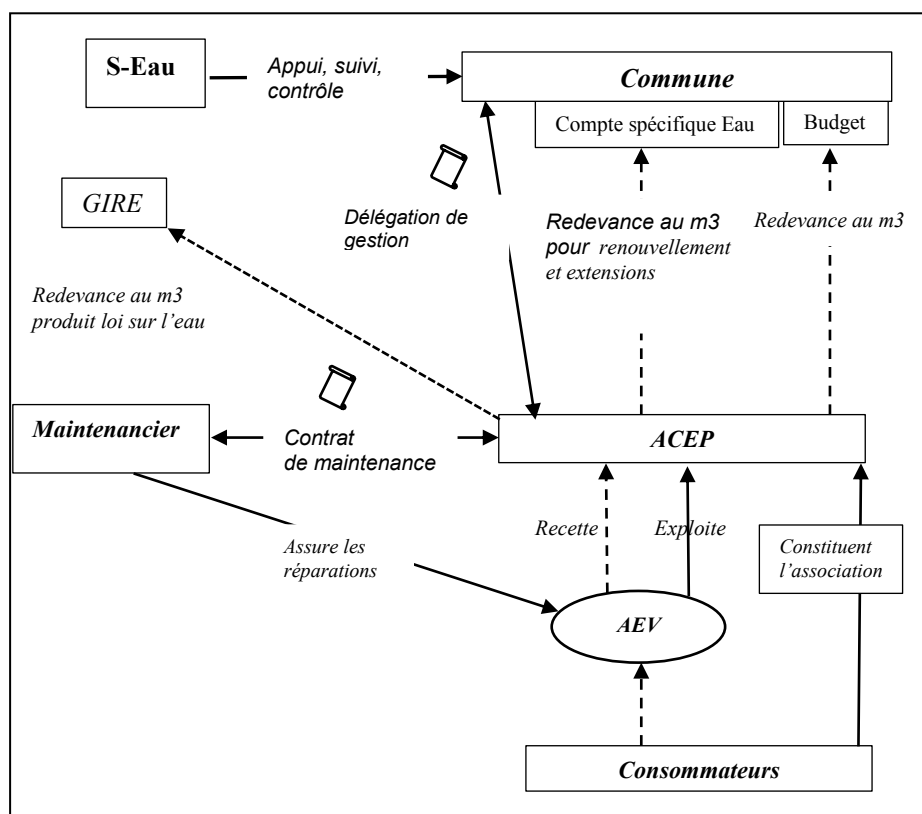 S-Eau
Appui, suivi,
contrôle
Commune
Compte spécifique Eau
Budget
GIRE
Délégation de
gestion
Redevance au m3
pour renouvellement
et extensions
Redevance au m3
Redevance au m3
produit loi sur l’eau
Maintenancier
Contrat
de maintenance
ACEP
Recette
Exploite
Constituent
l’association
Assure les
réparations
AEV
Consommateurs